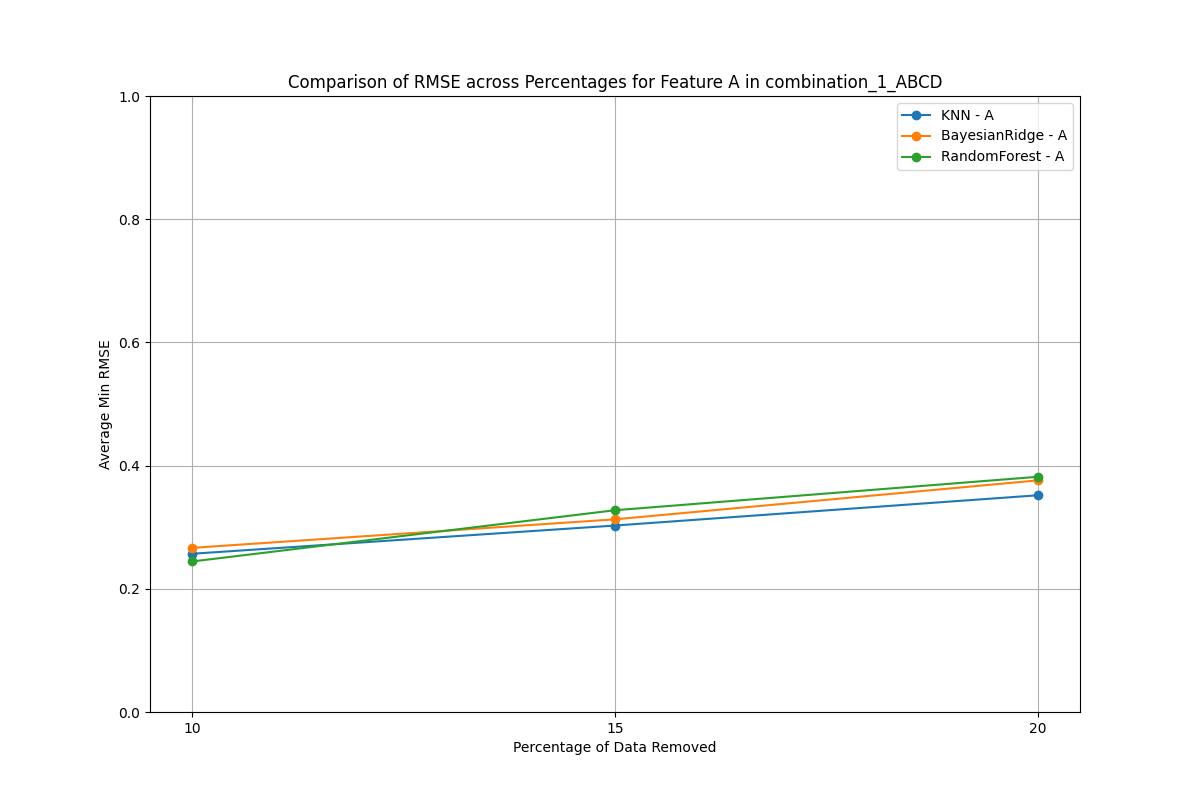 Comparison of RMSE across Percentages for Feature A in combination_1_ABCD
1.0
0.8
0.6
0.4
0.2
0.0
Average Min RMSE
KNN - A
BayesianRidge - A
RandomForest - A
10
15
20
Percentage of Data Removed